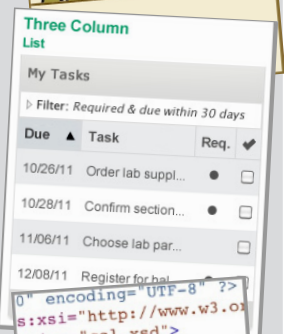 Three Column
List
My Tasks
▷ Filter: Required & due within 30 days
Due ▲ Task Req. ✔
10/26/11 Order lab suppl... ●
10/28/11 Confirm section... ●
11/06/11 Choose lab par...
12/08/11 Register for
0" encoding="UTF-8" ?>
s:xsi="http://www.w3.or
xsd">